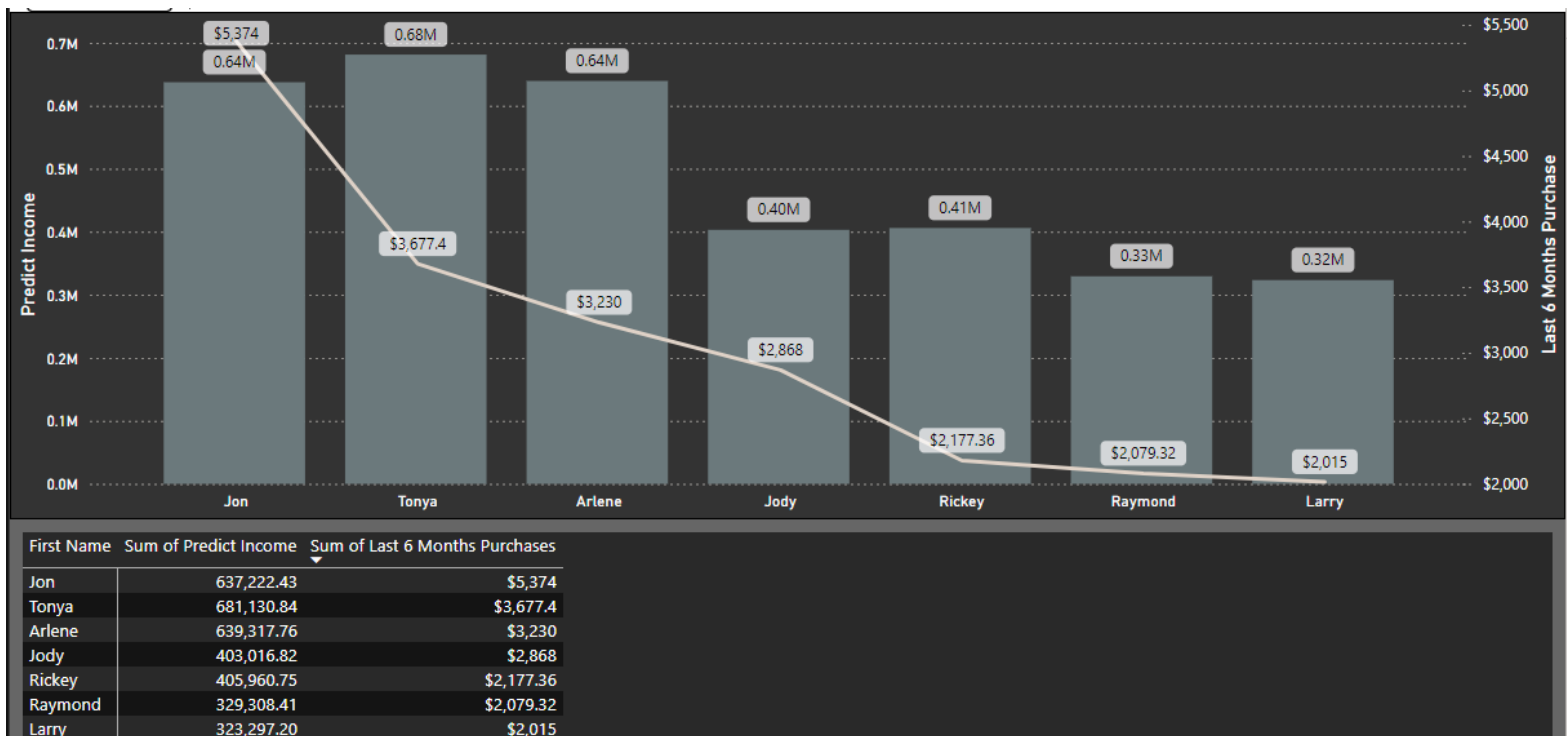 $5,374 0.68M $5,500
0.7M
0.64M 0.64M
$5,000
0.6M
0.5M $4,500
0.40M 0.41M
$4,000
0.4M $3,677.4
0.33M 0.32M
0.3M $3,230 $3,500
$2,868 $3,000
0.2M
0.1M $2,500
$2,177.36 $2,079.32 $2,015
0.0M $2,000
Predict Income
Last 6 Months Purchase
Jon Tonya Arlene Jody Rickey Raymond Larry
First Name Sum of Predict Income Sum of Last 6 Months Purchases
Jon 637,222.43 $5,374
Tonya 681,130.84 $3,677.4
Arlene 639,317.76 $3,230
Jody 403,016.82 $2,868
Rickey 405,960.75 $2,177.36
Raymond 329,308.41 $2,079.32
Larry 323,297.20 $2,015